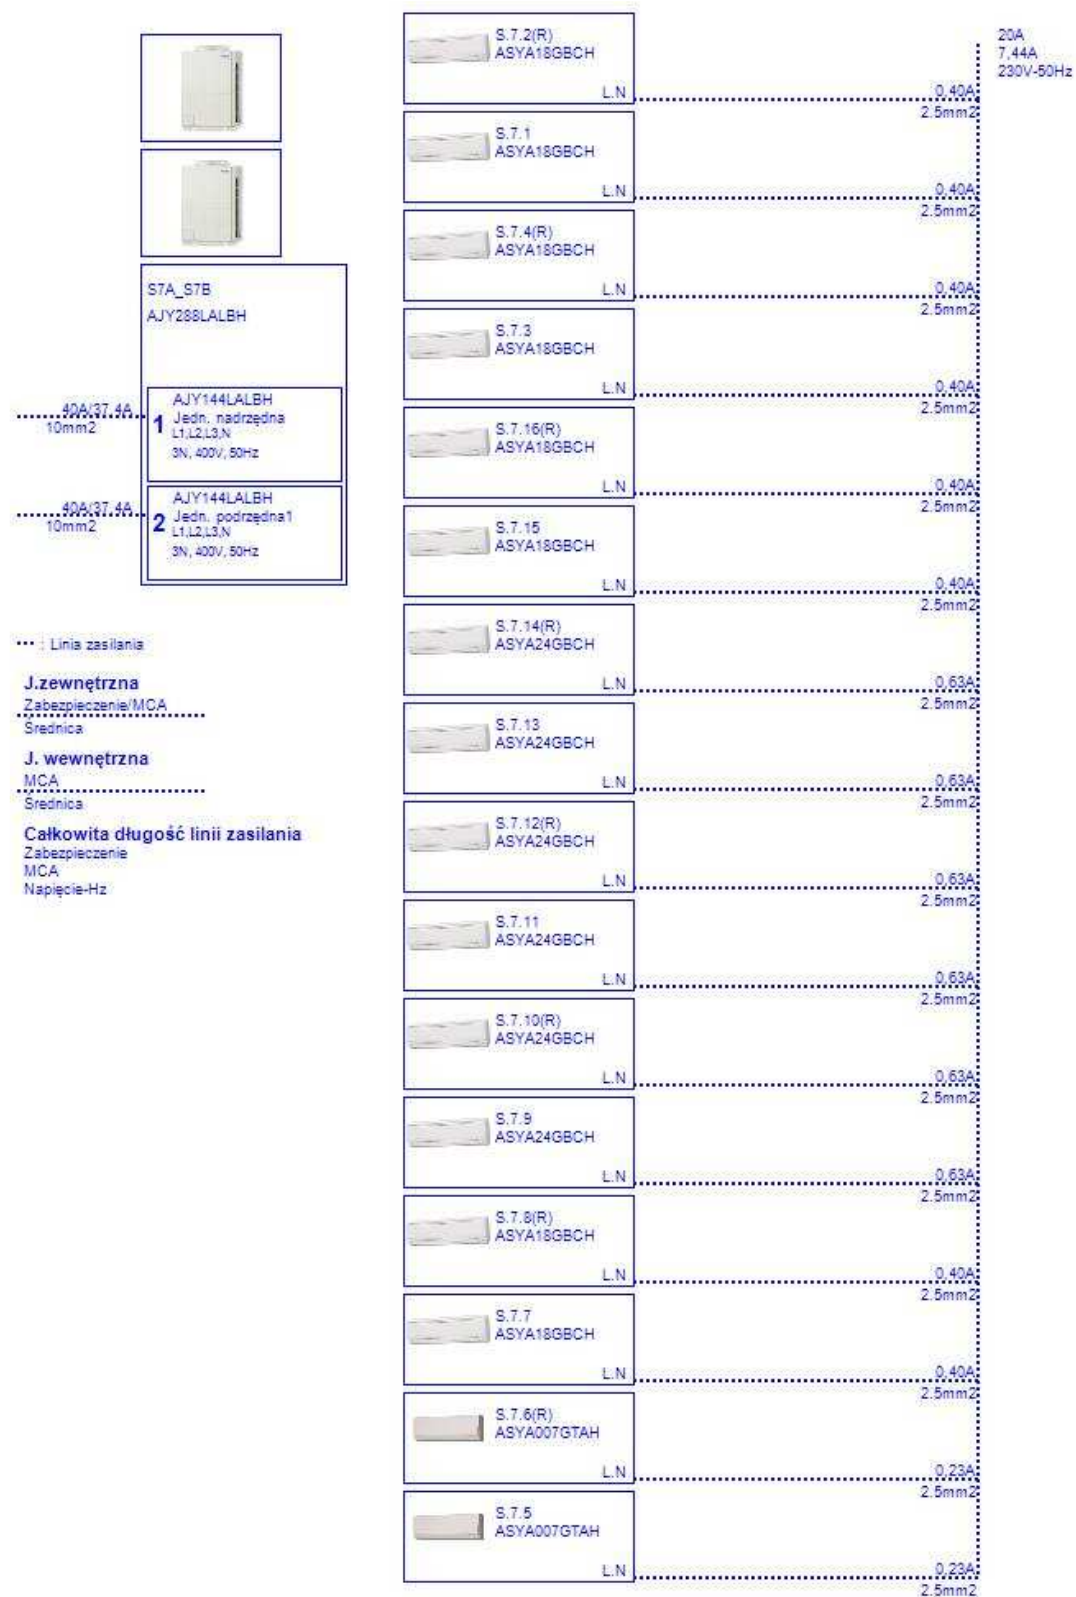 S7A_S7B
AJY288LALBH
40A/37.4A
10mm2
1
AJY144LALBH
Jedn. nadrzędna
L1,L2,L3,N
3N, 400V, 50Hz
40A/37.4A
10mm2
2
AJY144LALBH
Jedn. podrzędna1
L1,L2,L3,N
3N, 400V, 50Hz
: Linia zasilania
J.zewnętrzna
Zabezpieczenie/MCA
Średnica
J. wewnętrzna
MCA
Średnica
Całkowita długość linii zasilania
Zabezpieczenie
MCA
Napięcie-Hz
S.7.2(R)
ASYA18GBCH
L.N
0,40A
2.5mm2
S.7.1
ASYA18GBCH
L.N
0,40A
2.5mm2
S.7.4(R)
ASYA18GBCH
L.N
0,40A
2.5mm2
S.7.3
ASYA18GBCH
L.N
0,40A
2.5mm2
S.7.16(R)
ASYA18GBCH
L.N
0,40A
2.5mm2
S.7.15
ASYA18GBCH
L.N
0,40A
2.5mm2
S.7.14(R)
ASYA24GBCH
L.N
0,63A
2.5mm2
S.7.13
ASYA24GBCH
L.N
0,63A
2.5mm2
S.7.12(R)
ASYA24GBCH
L.N
0,63A
2.5mm2
S.7.11
ASYA24GBCH
L.N
0,63A
2.5mm2
S.7.10(R)
ASYA24GBCH
L.N
0,63A
2.5mm2
S.7.9
ASYA24GBCH
L.N
0,63A
2.5mm2
S.7.8(R)
ASYA18GBCH
L.N
0,40A
2.5mm2
S.7.7
ASYA18GBCH
L.N
0,40A
2.5mm2
S.7.6(R)
ASYA007GTAH
L.N
0,23A
2.5mm2
S.7.5
ASYA007GTAH
L.N
0,23A
2.5mm2
20A
7,44A
230V-50Hz